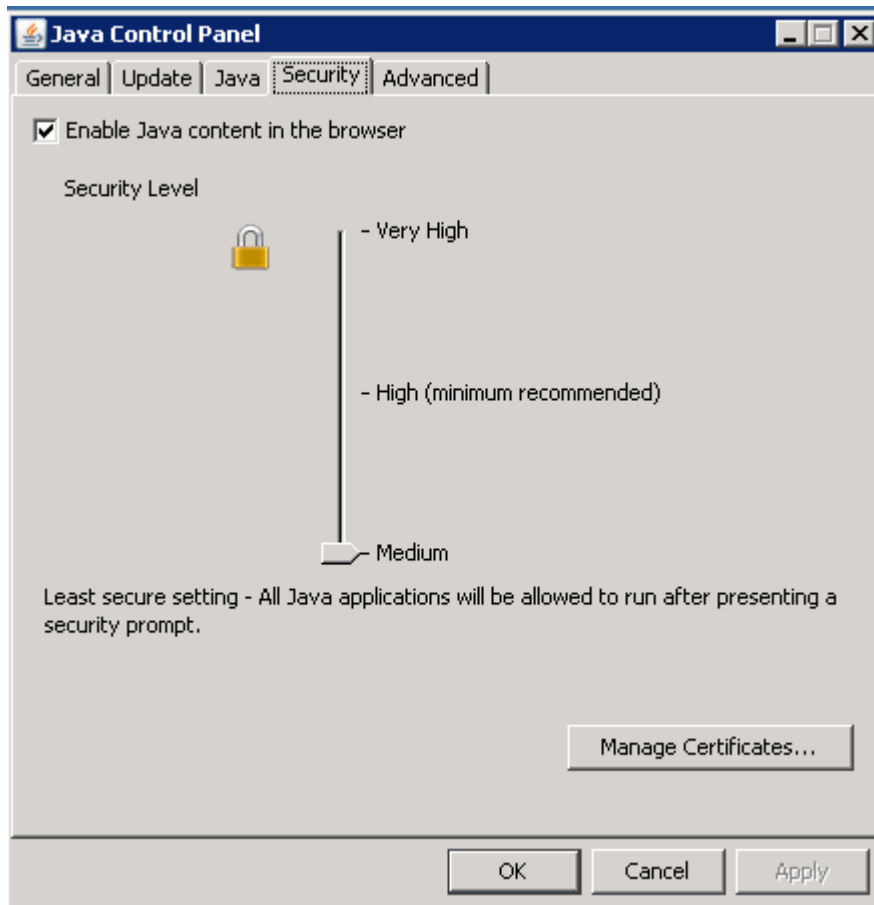 Java Control Panel
General Update Java Security Advanced
Enable Java content in the browser
Security Level
- Very High
- High (minimum recommended)
- Medium
Least secure setting - All Java applications will be allowed to run after presenting a
security prompt.
Manage Certificates...
OK Cancel Apply